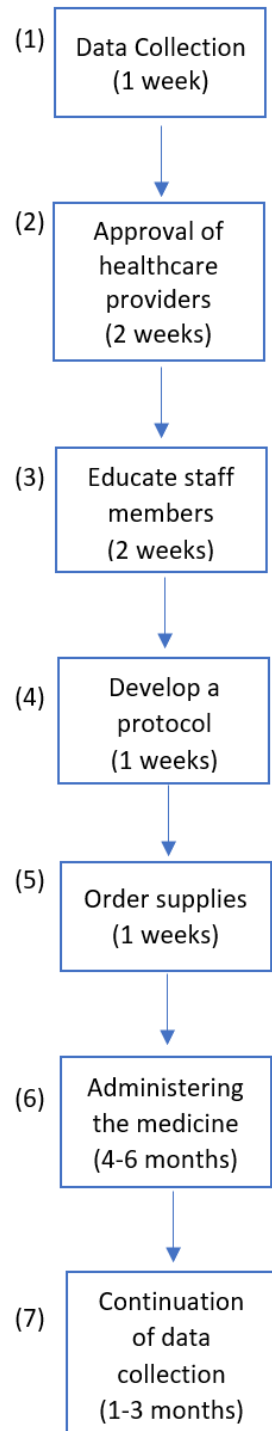 (1)
Data Collection
(1 week)
(2)
Approval of
healthcare
providers
(2 weeks)
(3)
Educate staff
members
(2 weeks)
(4)
Develop a
protocol
(1 weeks)
(5)
Order supplies
(1 weeks)
(6)
Administering
the medicine
(4-6 months)
(7)
Continuation
of data
collection
(1-3 months)